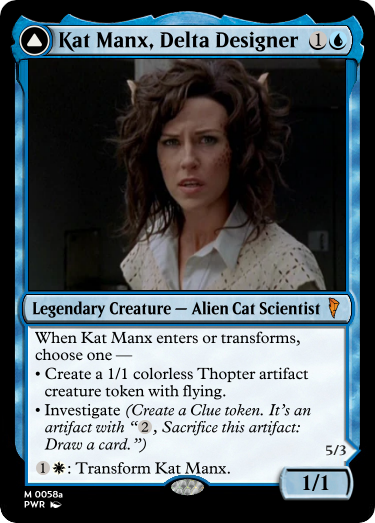 Kat Manx, Delta Designer 1
Legendary Creature — Alien Cat Scientist
When Kat Manx enters or transforms,
choose one —
• Create a 1/1 colorless Thopter artifact
creature token with flying.
• Investigate (Create a Clue token. It's an
artifact with “2, Sacrifice this artifact:
Draw a card.”)
1: Transform Kat Manx.
5/3
1/1
M 0058a
PWR